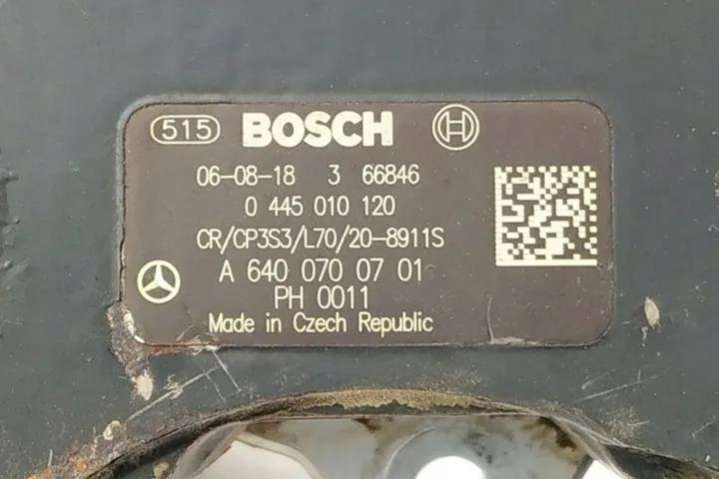 515 BOSCH
06-08-18 3 66846
0 445 010 120
CR/CP3S3/L70/20-8911S
A 640 070 07 01
PH 0011
Made in Czech Republic